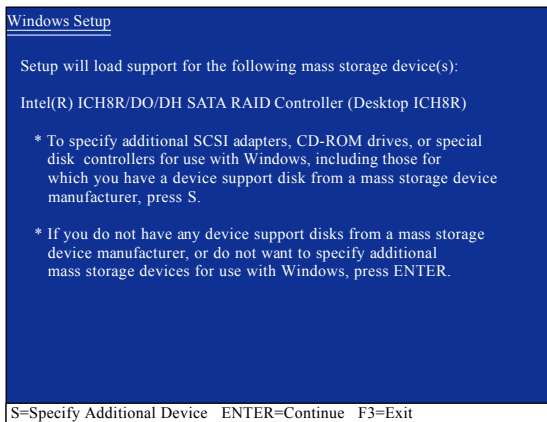 Windows Setup
Setup will load support for the following mass storage device(s):
Intel(R) ICH8R/DO/DH SATA RAID Controller (Desktop ICH8R)
* To specify additional SCSI adapters, CD-ROM drives, or special
disk controllers for use with Windows, including those for
which you have a device support disk from a mass storage device
manufacturer, press S.
* If you do not have any device support disks from a mass storage
device manufacturer, or do not want to specify additional
mass storage devices for use with Windows, press ENTER.
S=Specify Additional Device ENTER=Continue F3=Exit